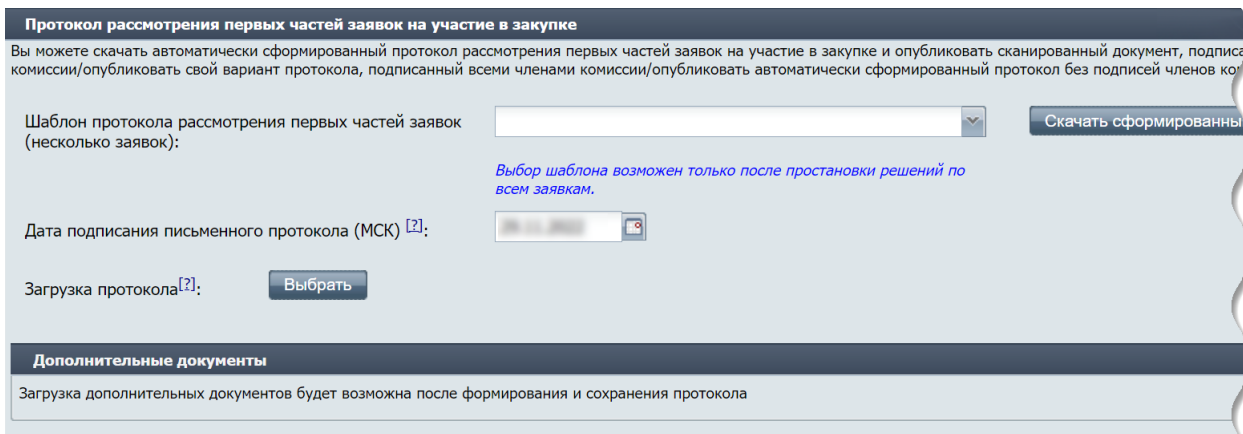 Протокол рассмотрения первых частей заявок на участие в закупке
Вы можете скачать автоматически сформированный протокол рассмотрения первых частей заявок на участие в закупке и опубликовать сканированный документ,
комиссии/опубликовать свой вариант протокола, подписанный всеми членами комиссии/опубликовать автоматически сформированный протокол без подписей членов
Шаблон протокола рассмотрения первых частей заявок
(несколько заявок):
Скачать
Выбор шаблона возможен только после простановки решений по
всем заявкам.
Дата подписания письменного протокола (МСК) [?]:
Загрузка протокола[?]:
Выбрать
Дополнительные документы
Загрузка дополнительных документов будет возможна после формирования и сохранения протокола